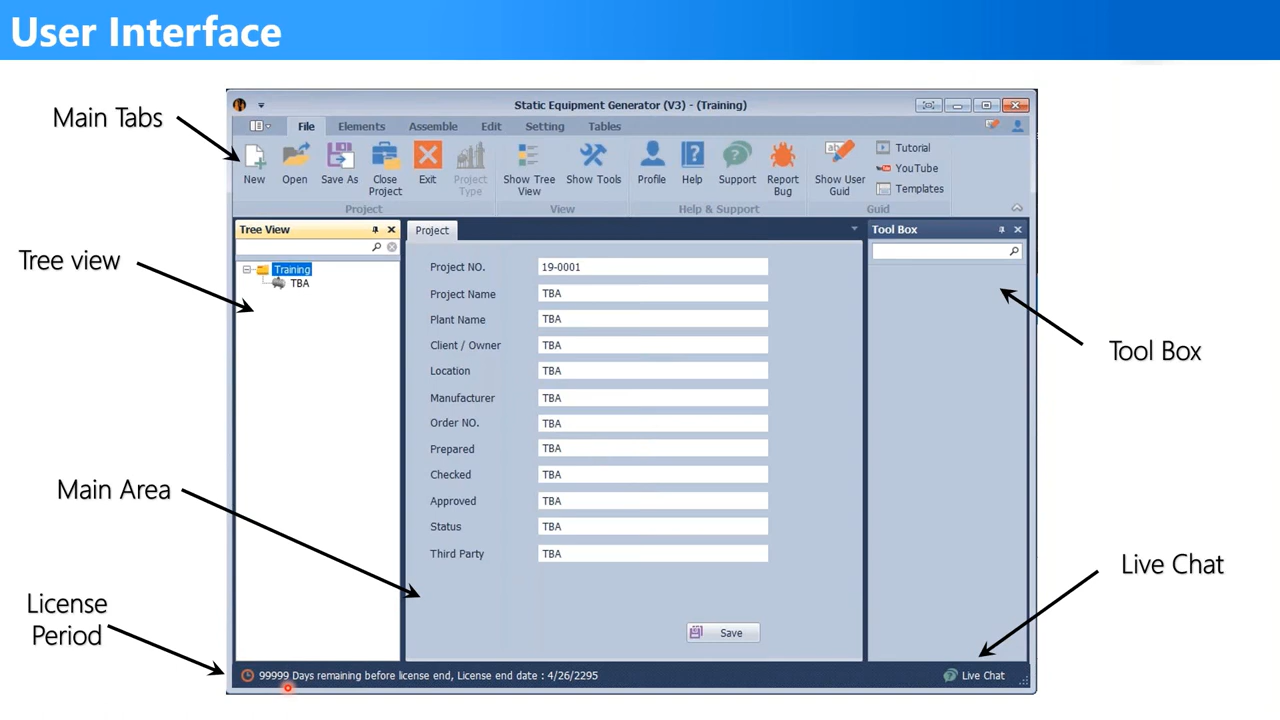 User Interface
Main Tabs
Tree view
Main Area
License
Period
Static Equipment Generator (V3) - (Training)
File Elements Assemble Edit Setting Tables
New Open Save As Close Project Exit Project Type Show Tree View Show Tools Profile Help Support Report Bug Show User Guid
Tutorial
YouTube
Templates
Project View Help & Support Guid
Tree View
Training
TBA
Project
Project NO. 19-0001
Project Name TBA
Plant Name TBA
Client / Owner TBA
Location TBA
Manufacturer TBA
Order NO. TBA
Prepared TBA
Checked TBA
Approved TBA
Status TBA
Third Party TBA
Save
Tool Box
99999 Days remaining before license end, License end date : 4/26/2295
Live Chat
Tool Box
Live Chat